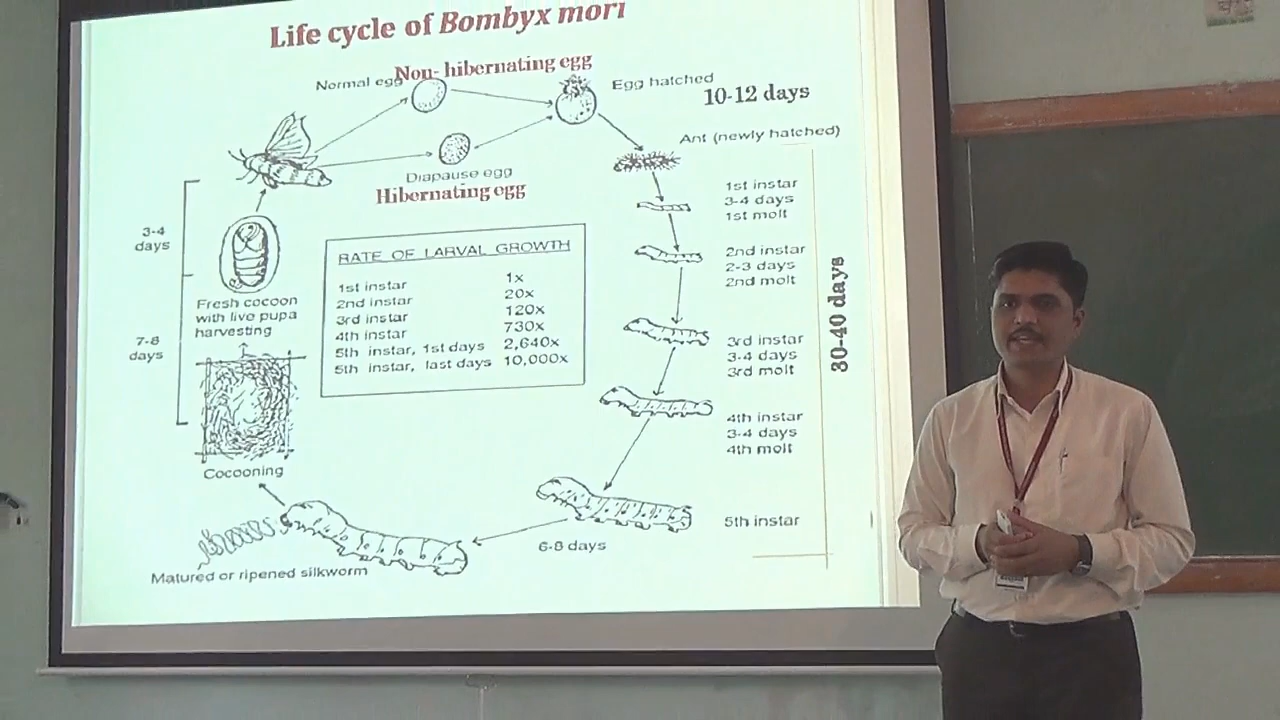 Life cycle of Bombyx mori
Normal egg
Non- hibernating egg
Egg hatched
10-12 days
Ant (newly hatched)
Diapause egg
Hibernating egg
1st instar
3-4 days
1st molt
2nd instar
2-3 days
2nd molt
3rd instar
3-4 days
3rd molt
4th instar
3-4 days
4th molt
5th instar
30-40 days
6-8 days
Matured or ripened silkworm
Cocooning
7-8
days
Fresh cocoon
with live pupa
harvesting
3-4
days
RATE OF LARVAL GROWTH
1st instar 1x
2nd instar 20x
3rd instar 120x
4th instar 730x
5th instar, 1st days 2,640x
5th instar, last days 10,000x